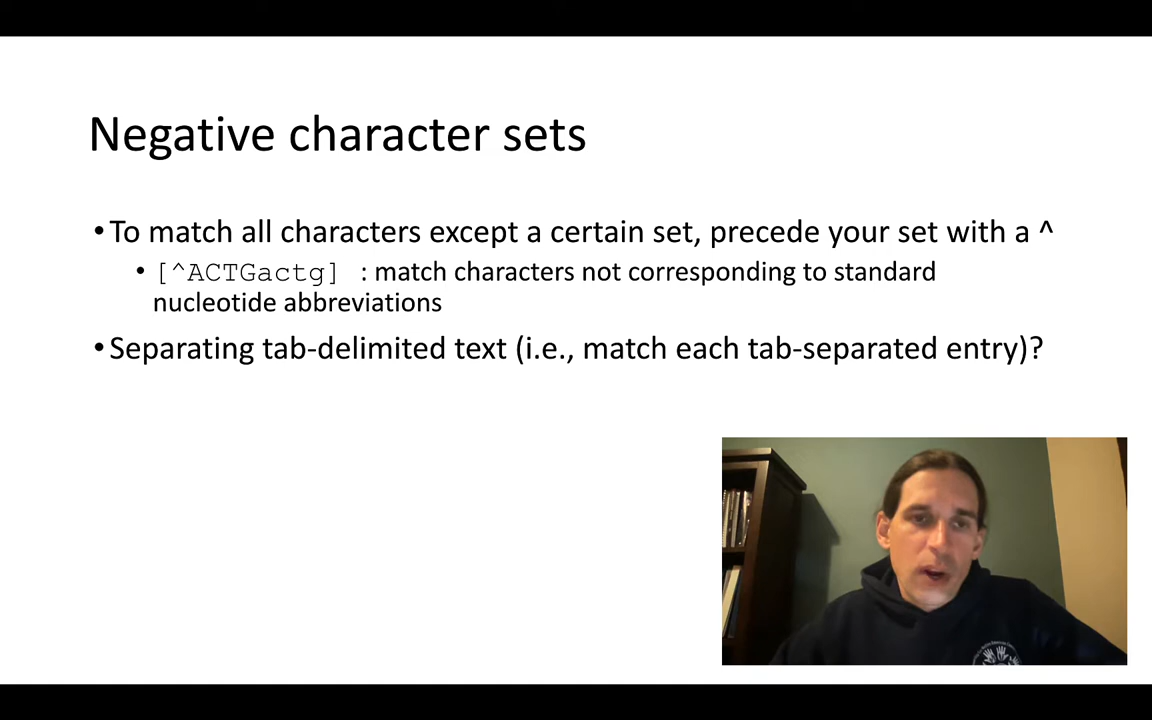 Negative character sets
•To match all characters except a certain set, precede your set with a ^
• [^ACTGactg] : match characters not corresponding to standard
nucleotide abbreviations
•Separating tab-delimited text (i.e., match each tab-separated entry)?